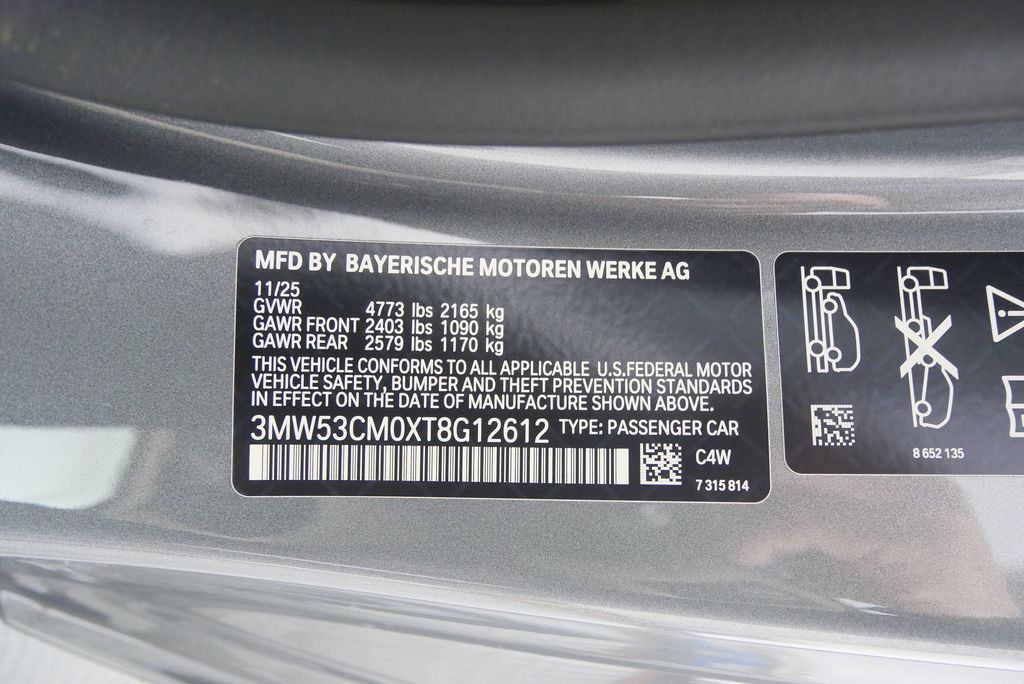 MFD BY BAYERISCHE MOTOREN WERKE AG
11/25
GVWR 4773 lbs 2165 kg
GAWR FRONT 2403 lbs 1090 kg
GAWR REAR 2579 lbs 1170 kg
THIS VEHICLE CONFORMS TO ALL APPLICABLE U.S.FEDERAL MOTOR
VEHICLE SAFETY, BUMPER AND THEFT PREVENTION STANDARDS
IN EFFECT ON THE DATE OF MANUFACTURE SHOWN ABOVE.
3MW53CM0XT8G12612 TYPE: PASSENGER CAR
C4W
7 315 814
8 652 135